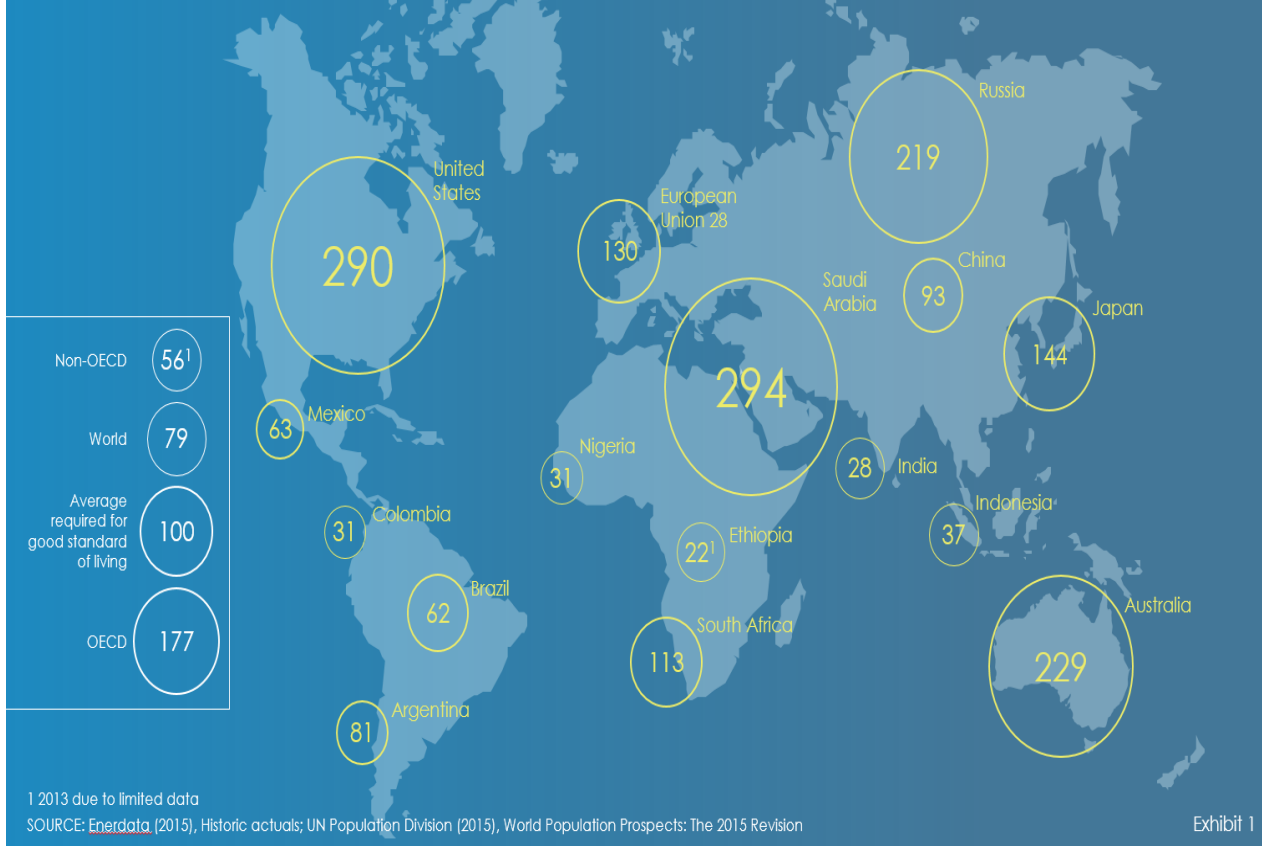 Russia
219
United
States
290
European
Union 28
130
China
93
Saudi
Arabia
294
Japan
144
Non-OECD
56¹
World
79
Average
required for
good standard
of living
100
OECD
177
Mexico
63
Nigeria
31
India
28
Colombia
31
Indonesia
37
Ethiopia
22¹
Brazil
62
South Africa
113
Australia
229
Argentina
81
1 2013 due to limited data
SOURCE: Enerdata (2015), Historic actuals; UN Population Division (2015), World Population Prospects: The 2015 Revision
Exhibit 1